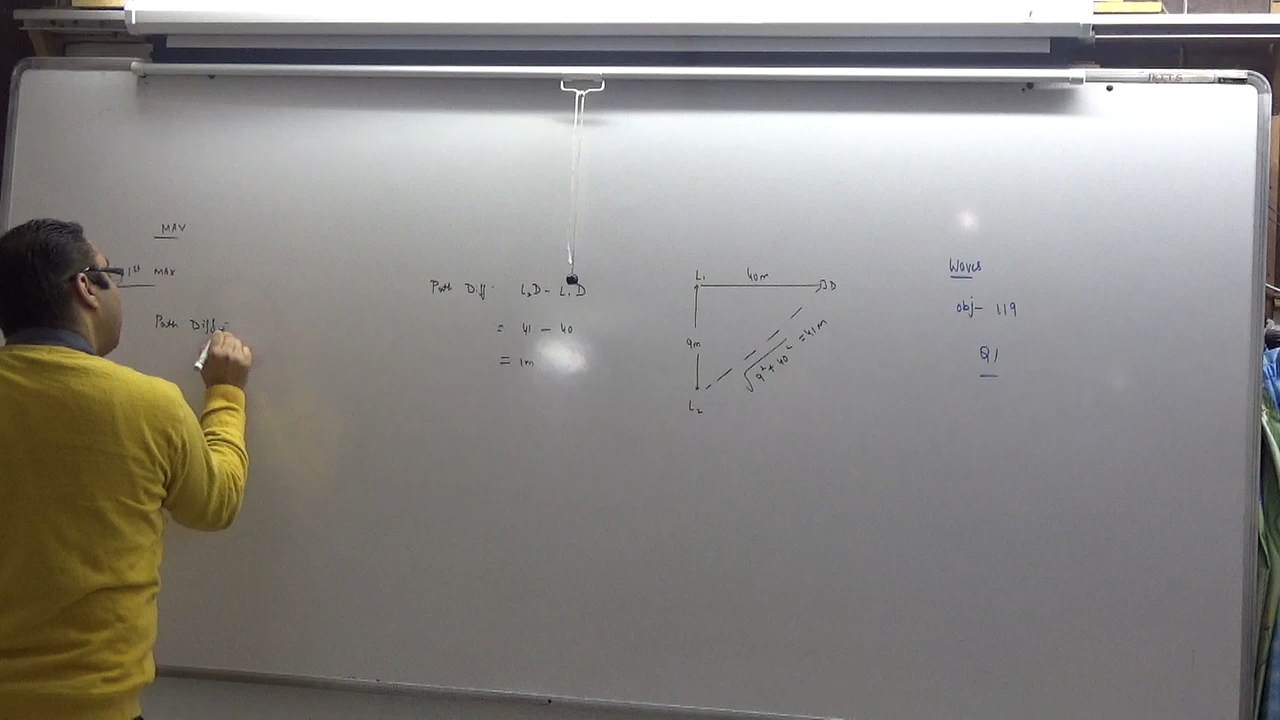 MAX
1st MAX
Path Diff
Path Diff. L₂D - L₁D
= 41 - 40
= 1m
L₁ 40m D
9m
√9² + 40² = 41m
L₂
Waves
obj- 119
Q1